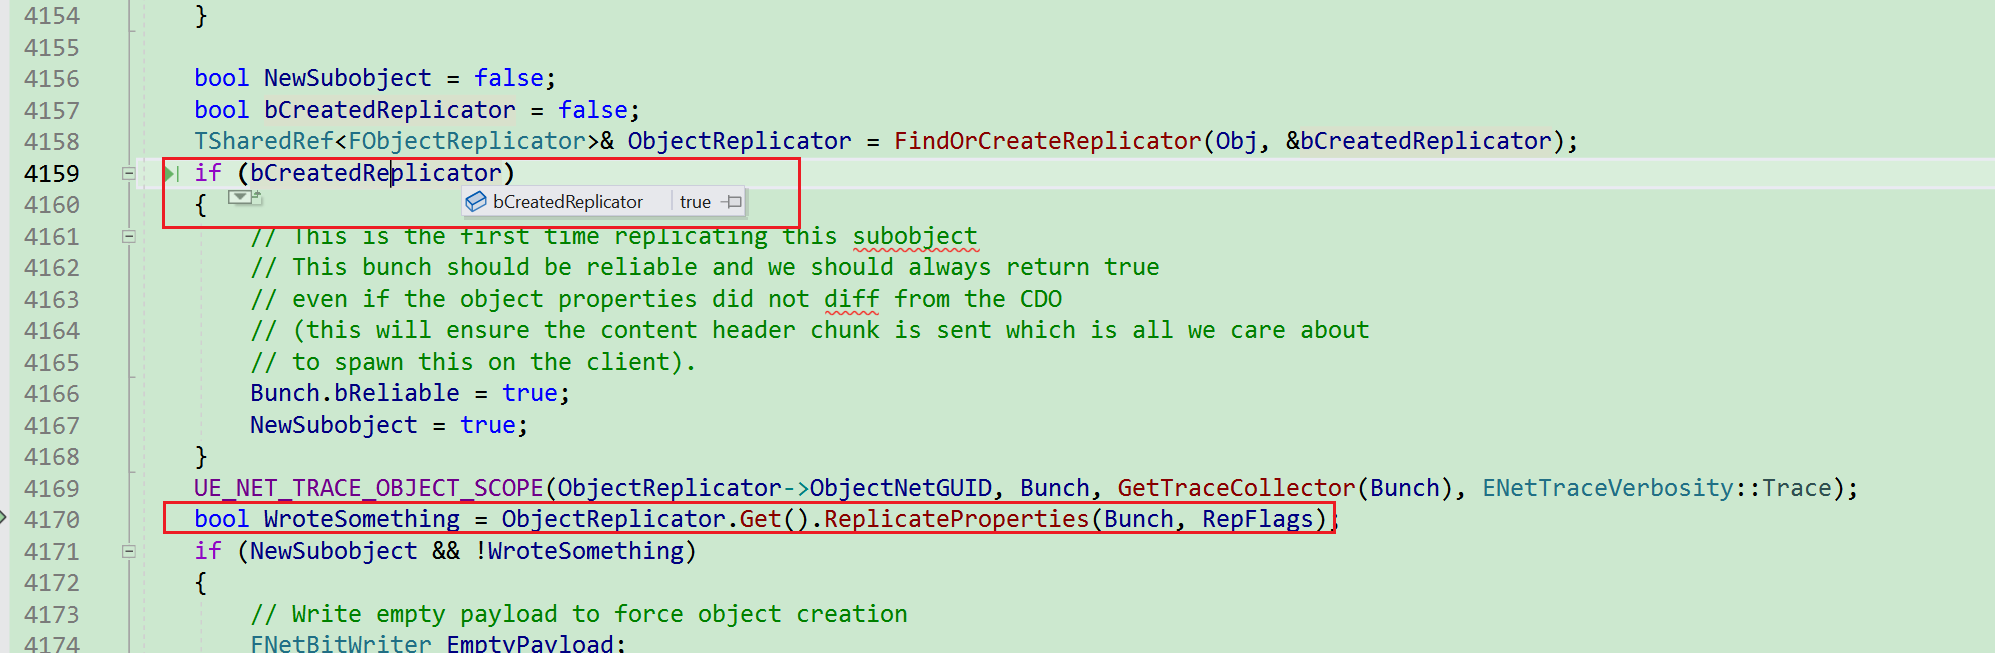 4154 }
4155
4156 bool NewSubobject = false;
4157 bool bCreatedReplicator = false;
4158 TSharedRef<FObjectReplicator>& ObjectReplicator = FindOrCreateReplicator(Obj, &bCreatedReplicator);
4159 if (bCreatedReplicator)
4160 {
bCreatedReplicator true
4161 // This is the first time replicating this subobject
4162 // This bunch should be reliable and we should always return true
4163 // even if the object properties did not diff from the CDO
4164 // (this will ensure the content header chunk is sent which is all we care about
4165 // to spawn this on the client).
4166 Bunch.bReliable = true;
4167 NewSubobject = true;
4168 }
4169 UE_NET_TRACE_OBJECT_SCOPE(ObjectReplicator->ObjectNetGUID, Bunch, GetTraceCollector(Bunch), ENetTraceVerbosity::Trace);
4170 bool WroteSomething = ObjectReplicator.Get().ReplicateProperties(Bunch, RepFlags);
4171 if (NewSubobject && !WroteSomething)
4172 {
4173 // Write empty payload to force object creation
4174 FNetBitWriter EmptyPayload;